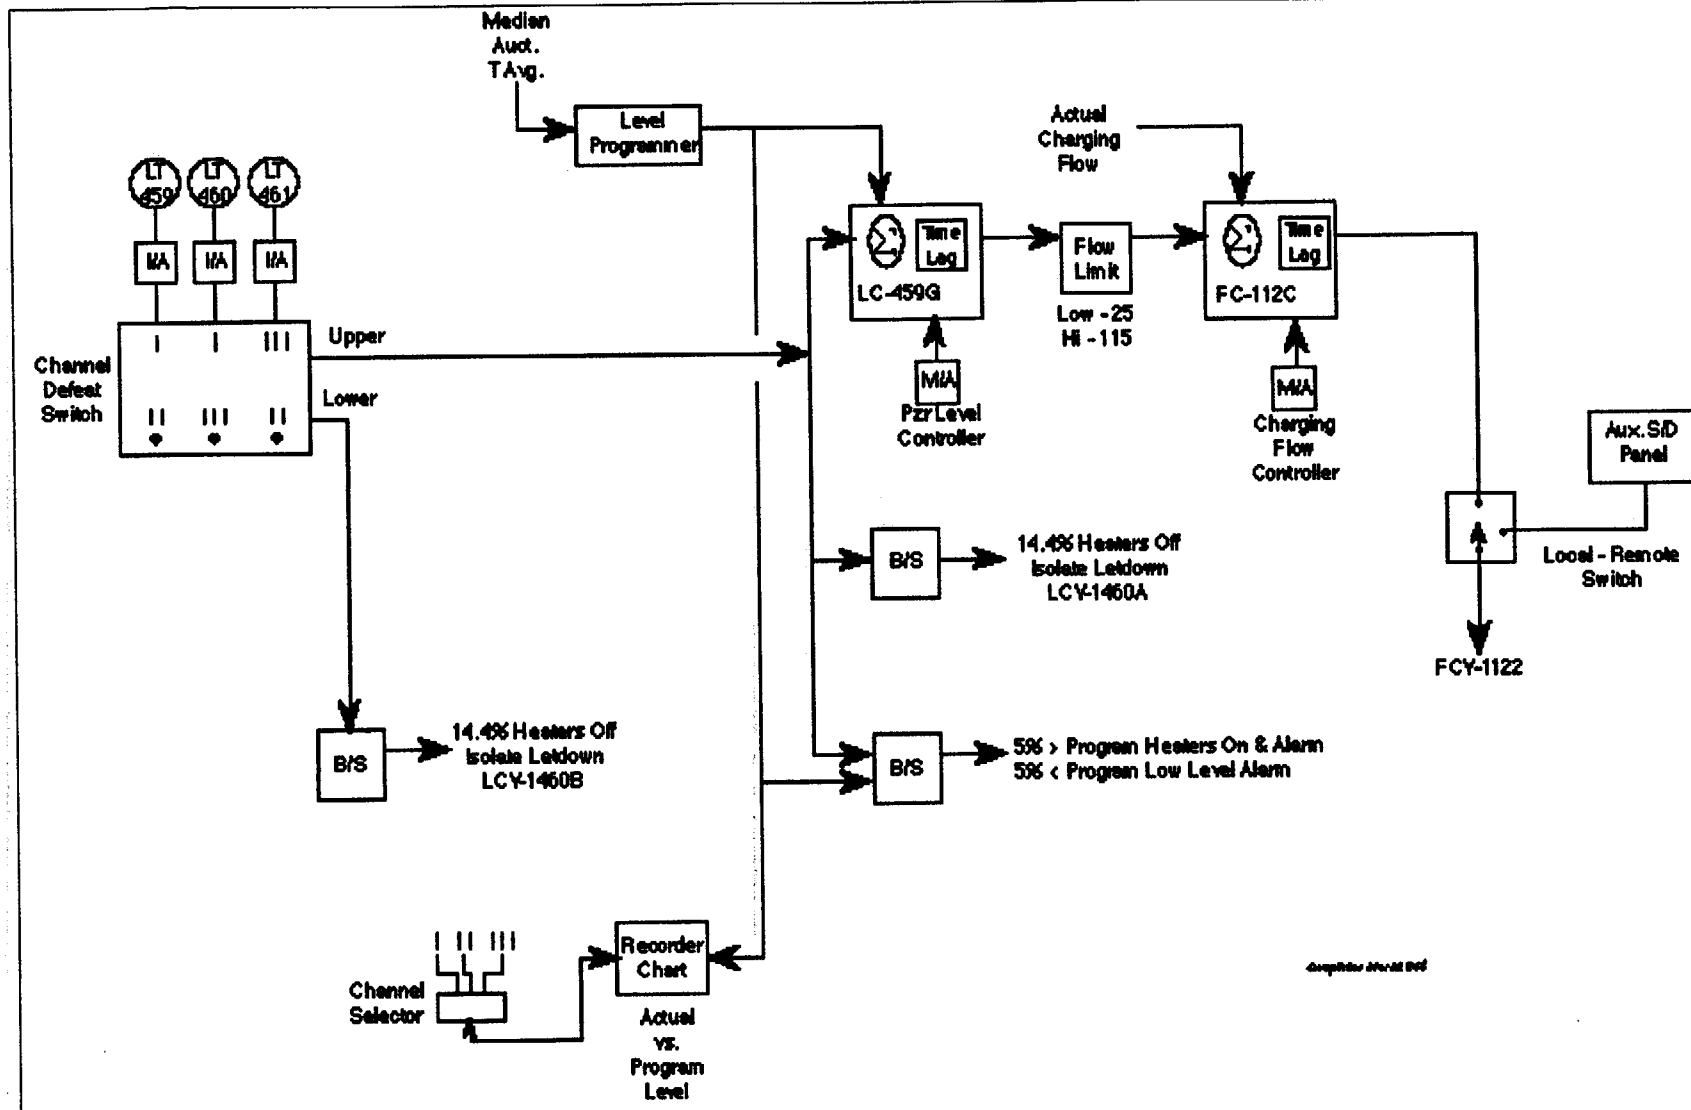 Median
Auct.
TAvg.
Level
Programmer
Actual
Charging
Flow
LT
459
LT
460
LT
461
I/A
I/A
I/A
Time
Lag
LC-459G
Flow
Limit
Low - 25
Hi - 115
Time
Lag
FC-112C
Channel
Defeat
Switch
I I III
II III II
Upper
Lower
M/A
Pzr Level
Controller
M/A
Charging
Flow
Controller
Aux. S/D
Panel
Local - Remote
Switch
FCV-1122
B/S
14.4% Heaters Off
Isolate Letdown
LCV-1460A
B/S
14.4% Heaters Off
Isolate Letdown
LCV-1460B
B/S
5% > Program Heaters On & Alarm
5% < Program Low Level Alarm
I II III
Channel
Selector
Recorder
Chart
Actual
vs.
Program
Level